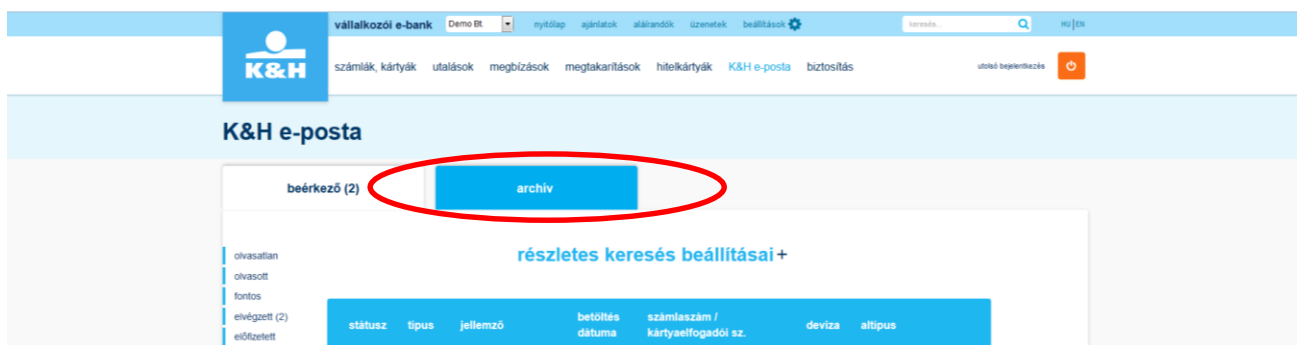 vállalkozói e-bank Demo Bt. nyitólap ajánlatok aláírandók üzenetek beállítások keresés... HU|EN
K&H számlák, kártyák utalások megbízások megtakarítások hitelkártyák K&H e-posta biztosítás utolsó bejelentkezés
K&H e-posta
beérkező (2) archív
részletes keresés beállításai +
olvasatlan
olvasott
fontos
elvégzett (2)
előfizetett
státusz típus jellemző betöltés dátuma számlaszám / kártyaelfogadói sz. deviza altípus